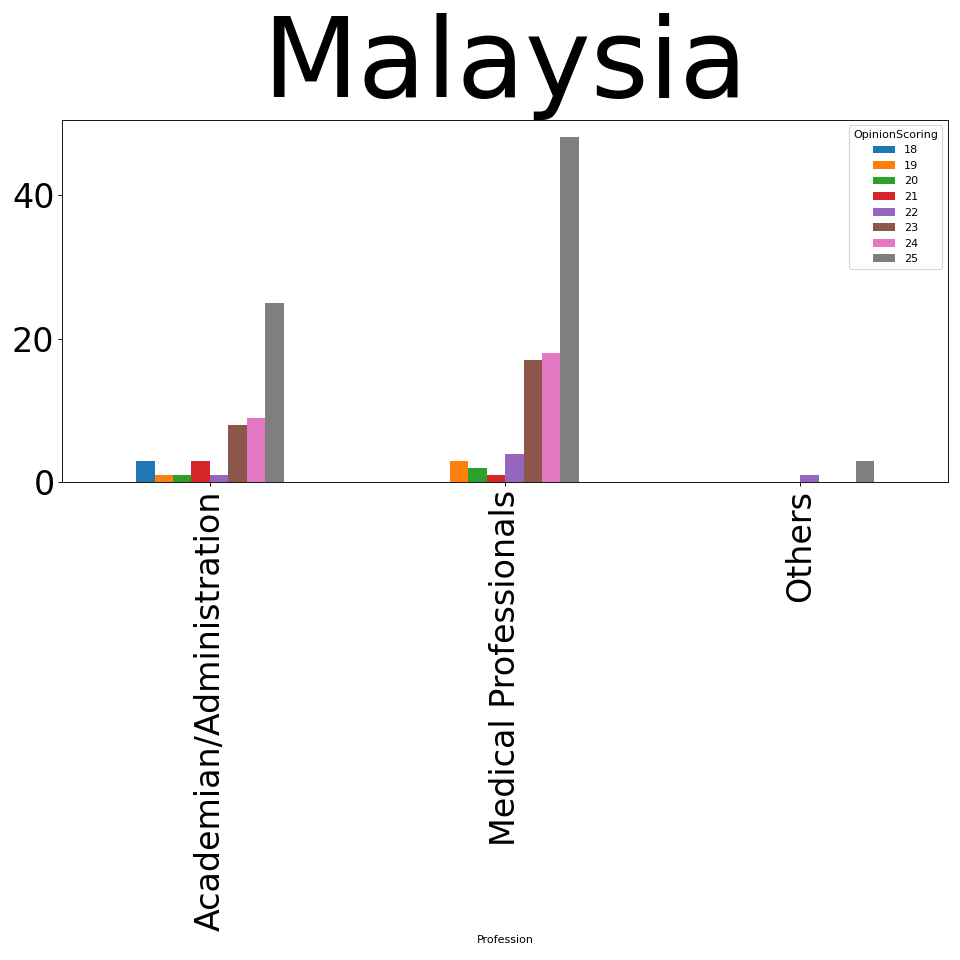 Malaysia
OpinionScoring
18
19
20
21
22
23
24
25
40
20
0
Academian/Administration
Medical Professionals
Others
Profession